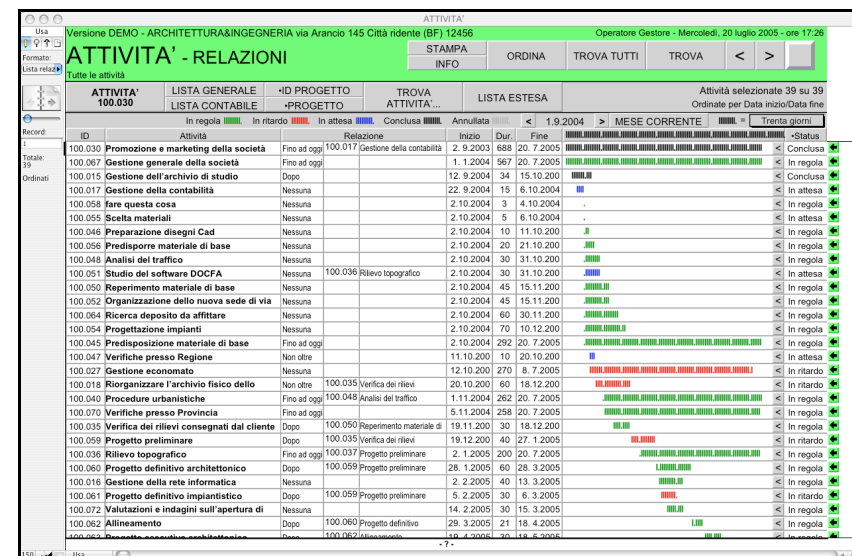 ATTIVITA'
Usa
Formato:
Lista relaz
Record:
1
Totale:
39
Ordinati
Versione DEMO - ARCHITETTURA&INGEGNERIA via Arancio 145 Città ridente (BF) 12456 Operatore Gestore - Mercoledì, 20 luglio 2005 - ore 17:26
ATTIVITA' - RELAZIONI
STAMPA
INFO
ORDINA TROVA TUTTI TROVA < >
Tutte le attività
ATTIVITA'
100.030
LISTA GENERALE •ID PROGETTO
LISTA CONTABILE •PROGETTO
TROVA
ATTIVITA'...
LISTA ESTESA
Attività selezionate 39 su 39
Ordinate per Data inizio/Data fine
In regola In ritardo In attesa Conclusa Annullata < 1.9.2004 > MESE CORRENTE = Trenta giorni
ID Attività Relazione Inizio Dur. Fine •Status
100.030 Promozione e marketing della società Fino ad oggi 100.017 Gestione della contabilità 2. 9.2003 688 20. 7.2005 < Conclusa
100.067 Gestione generale della società Fino ad oggi 1. 1.2004 567 20. 7.2005 < In regola
100.015 Gestione dell'archivio di studio Dopo 12. 9.2004 34 15.10.200 < Conclusa
100.017 Gestione della contabilità Nessuna 22. 9.2004 15 6.10.2004 < In attesa
100.058 fare questa cosa Nessuna 2.10.2004 3 4.10.2004 < In regola
100.055 Scelta materiali Nessuna 2.10.2004 5 6.10.2004 < In attesa
100.046 Preparazione disegni Cad Nessuna 2.10.2004 10 11.10.200 < In regola
100.056 Predisporre materiale di base Nessuna 2.10.2004 20 21.10.200 < In regola
100.048 Analisi del traffico Nessuna 2.10.2004 30 31.10.200 < In regola
100.051 Studio del software DOCFA Nessuna 100.036 Rilievo topografico 2.10.2004 30 31.10.200 < In attesa
100.050 Reperimento materiale di base Nessuna 2.10.2004 45 15.11.200 < In regola
100.052 Organizzazione dello nuova sede di via Nessuna 2.10.2004 45 15.11.200 < In regola
100.064 Ricerca deposito da affittare Nessuna 2.10.2004 60 30.11.200 < In regola
100.054 Progettazione impianti Nessuna 2.10.2004 70 10.12.200 < In regola
100.045 Predisposizione materiale di base Fino ad oggi 2.10.2004 292 20. 7.2005 < In regola
100.047 Verifiche presso Regione Non oltre 11.10.200 10 20.10.200 < In attesa
100.027 Gestione economato Nessuna 12.10.200 270 8. 7.2005 < In ritardo
100.018 Riorganizzare l'archivio fisico dello Non oltre 100.035 Verifica dei rilievi 20.10.200 60 18.12.200 < In ritardo
100.040 Procedure urbanistiche Fino ad oggi 100.048 Analisi del traffico 1.11.2004 262 20. 7.2005 < In regola
100.070 Verifiche presso Provincia Fino ad oggi 5.11.2004 258 20. 7.2005 < In regola
100.035 Verifica dei rilievi consegnati dal cliente Dopo 100.050 Reperimento materiale di 19.11.200 30 18.12.200 < In regola
100.059 Progetto preliminare Dopo 100.035 Verifica dei rilievi 19.12.200 40 27. 1.2005 < In ritardo
100.036 Rilievo topografico Fino ad oggi 100.037 Progetto preliminare 2. 1.2005 200 20. 7.2005 < In regola
100.060 Progetto definitivo architettonico Dopo 100.059 Progetto preliminare 28. 1.2005 60 28. 3.2005 < In regola
100.016 Gestione della rete informatica Nessuna 2. 2.2005 40 13. 3.2005 < In regola
100.061 Progetto definitivo impiantistico Dopo 100.059 Progetto preliminare 5. 2.2005 30 6. 3.2005 < In ritardo
100.072 Valutazioni e indagini sull'apertura di Nessuna 14. 2.2005 30 15. 3.2005 < In regola
100.062 Allineamento Dopo 100.060 Progetto definitivo 29. 3.2005 21 18. 4.2005 < In regola
100.063 Progetto esecutivo architettonico Dopo 100.062 Allineamento 19. 4.2005 30 18. 5.2005 < In regola
- ? -
150 Usa